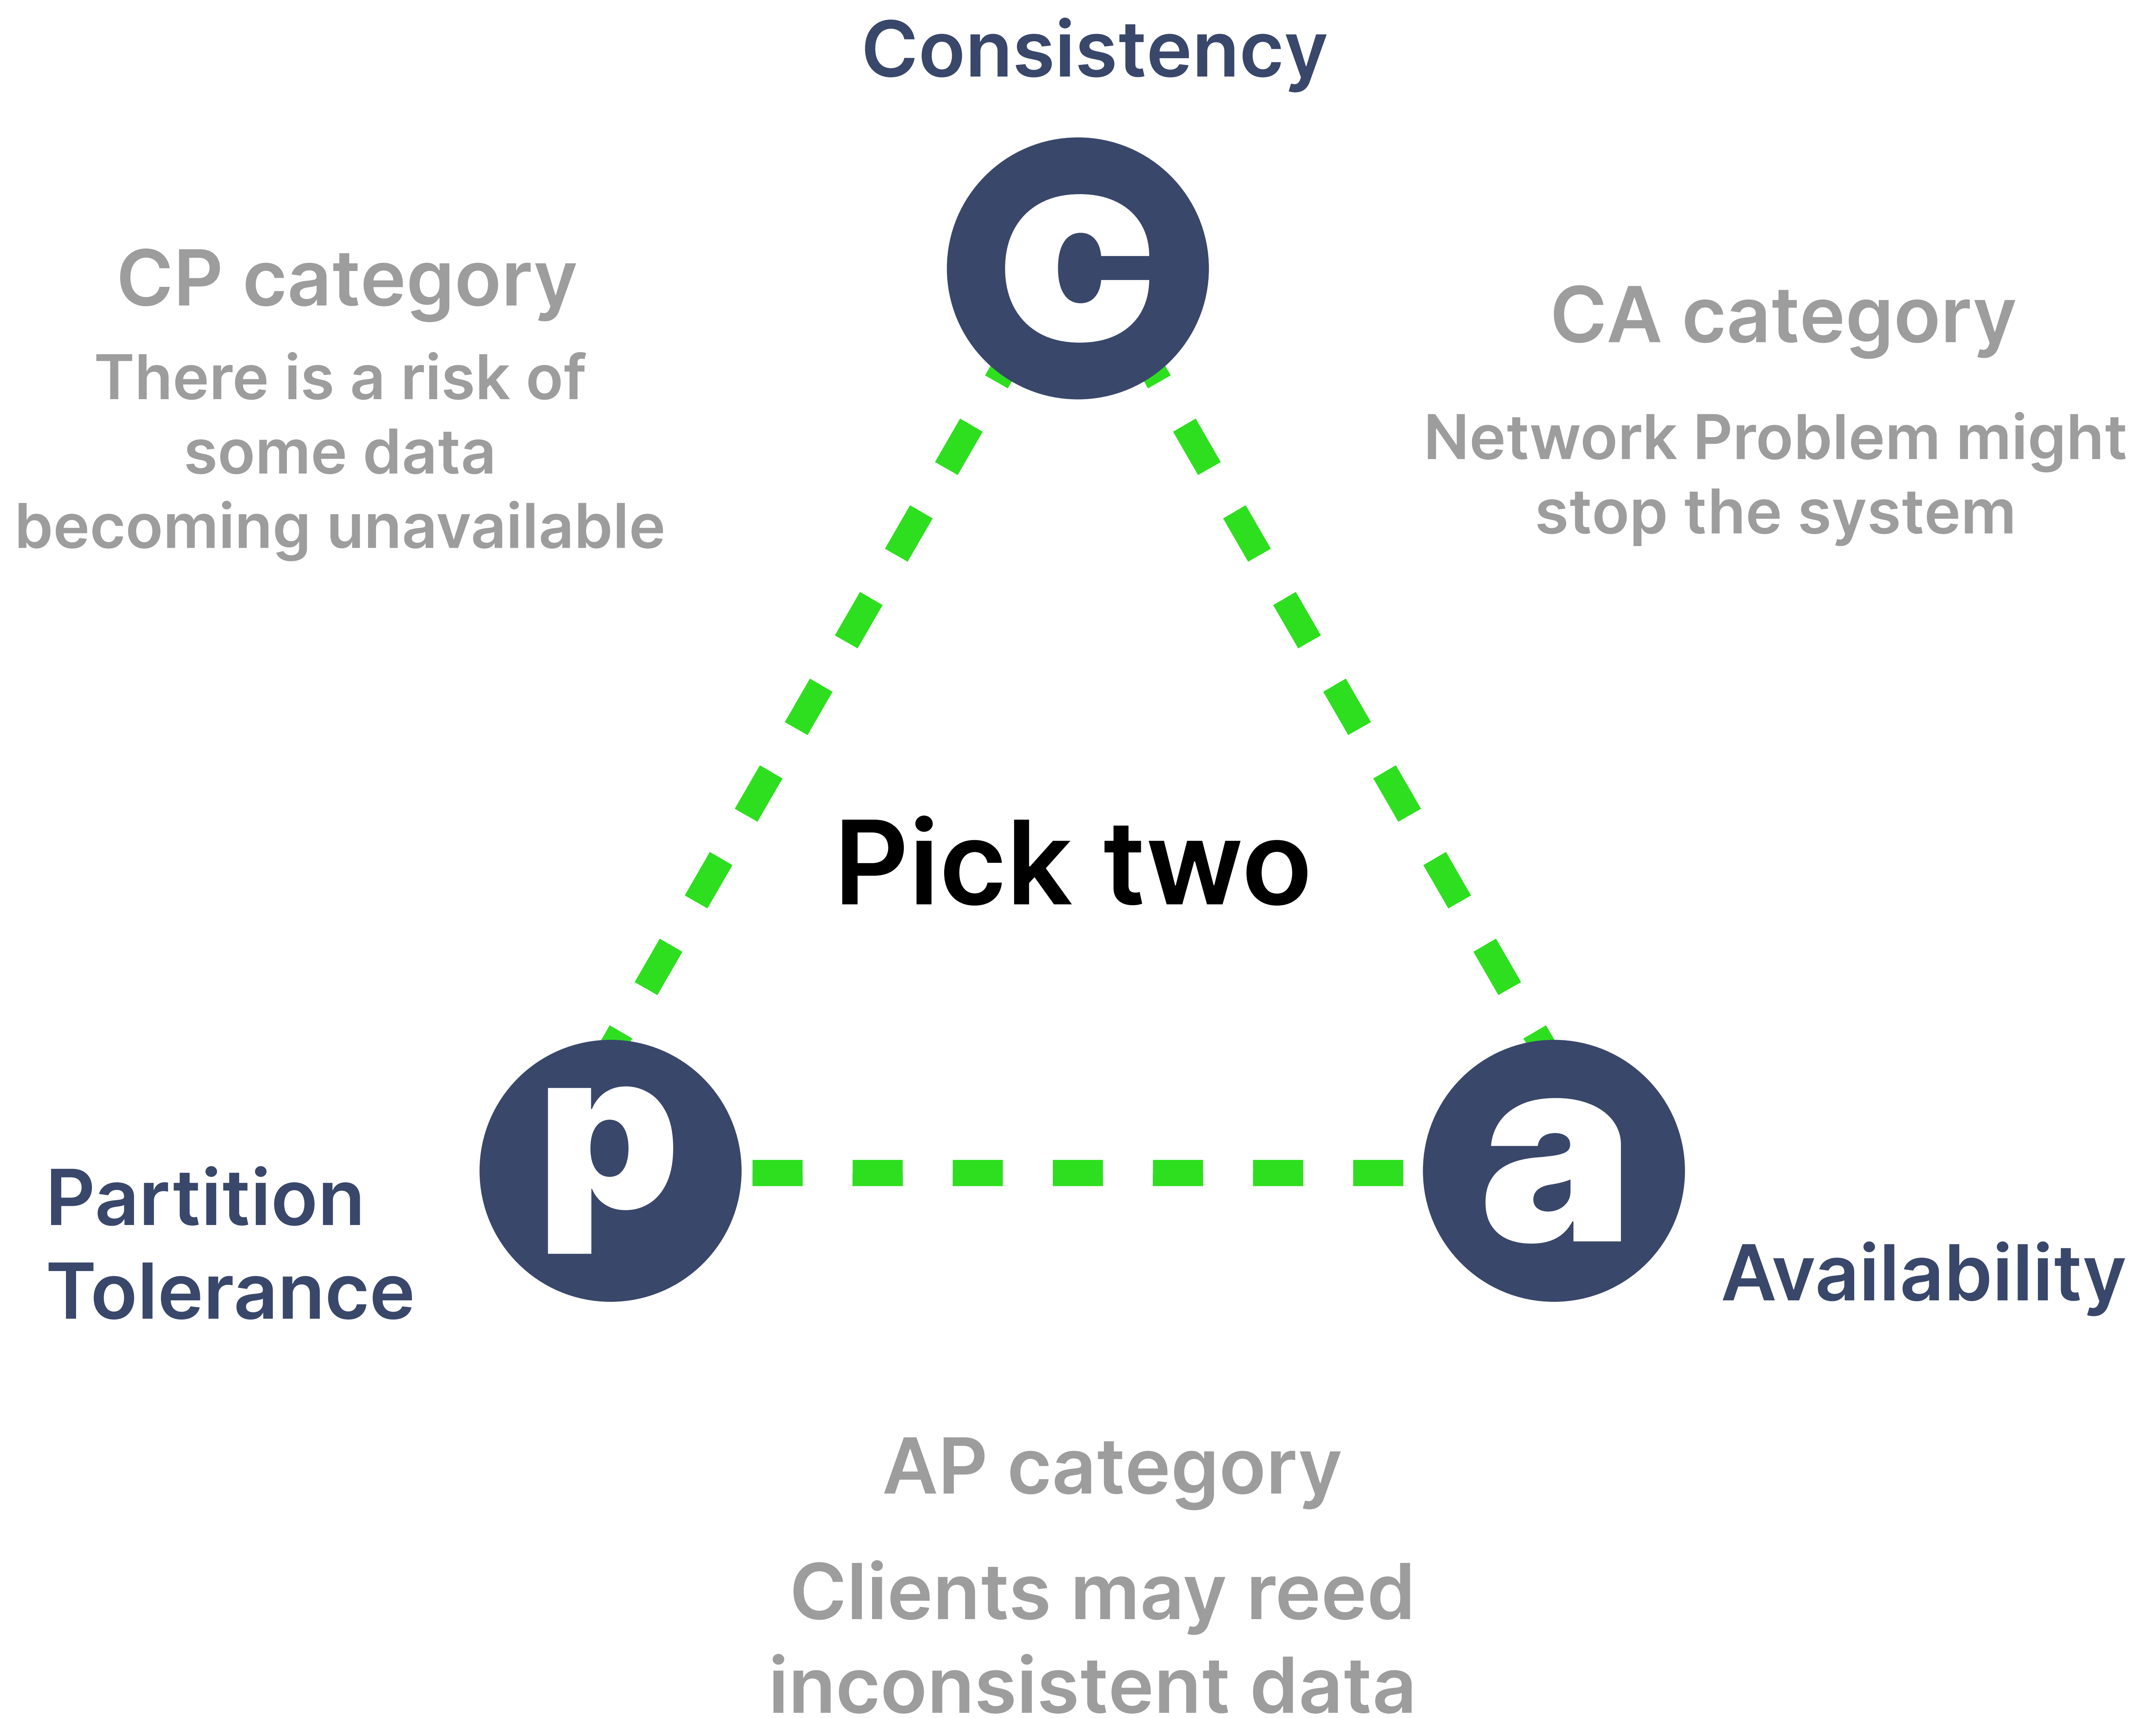 Consistency
c
CP category
There is a risk of
some data
becoming unavailable
CA category
Network Problem might
stop the system
Pick two
p
a
Partition
Tolerance
Availability
AP category
Clients may reed
inconsistent data